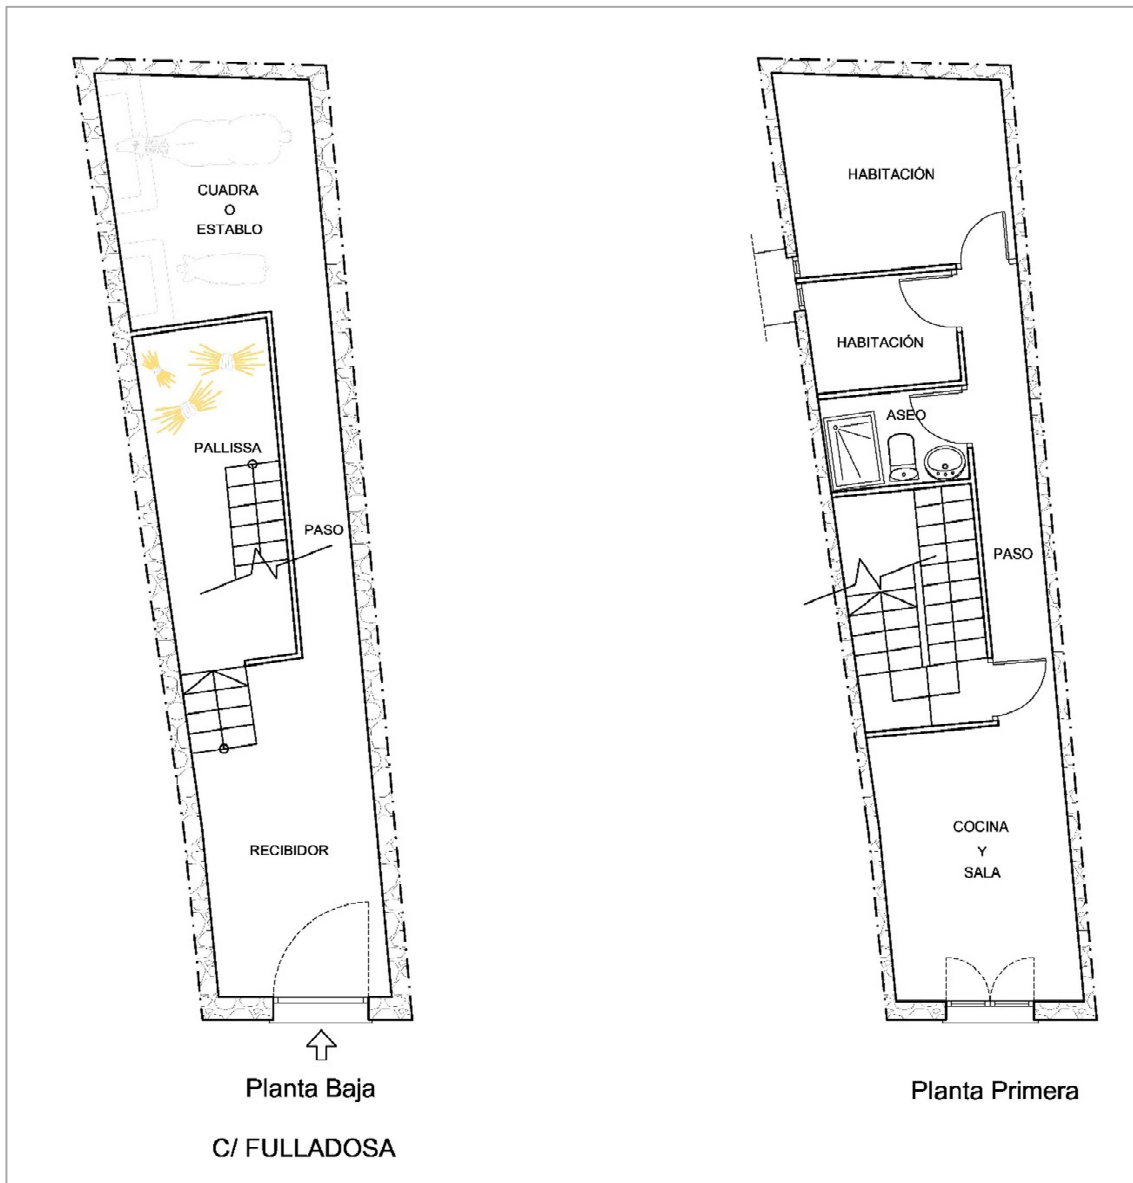 CUADRA
O
ESTABLO
PALLISSA
PASO
RECIBIDOR
Planta Baja
C/ FULLADOSA
HABITACIÓN
HABITACIÓN
ASEO
PASO
COCINA
Y
SALA
Planta Primera